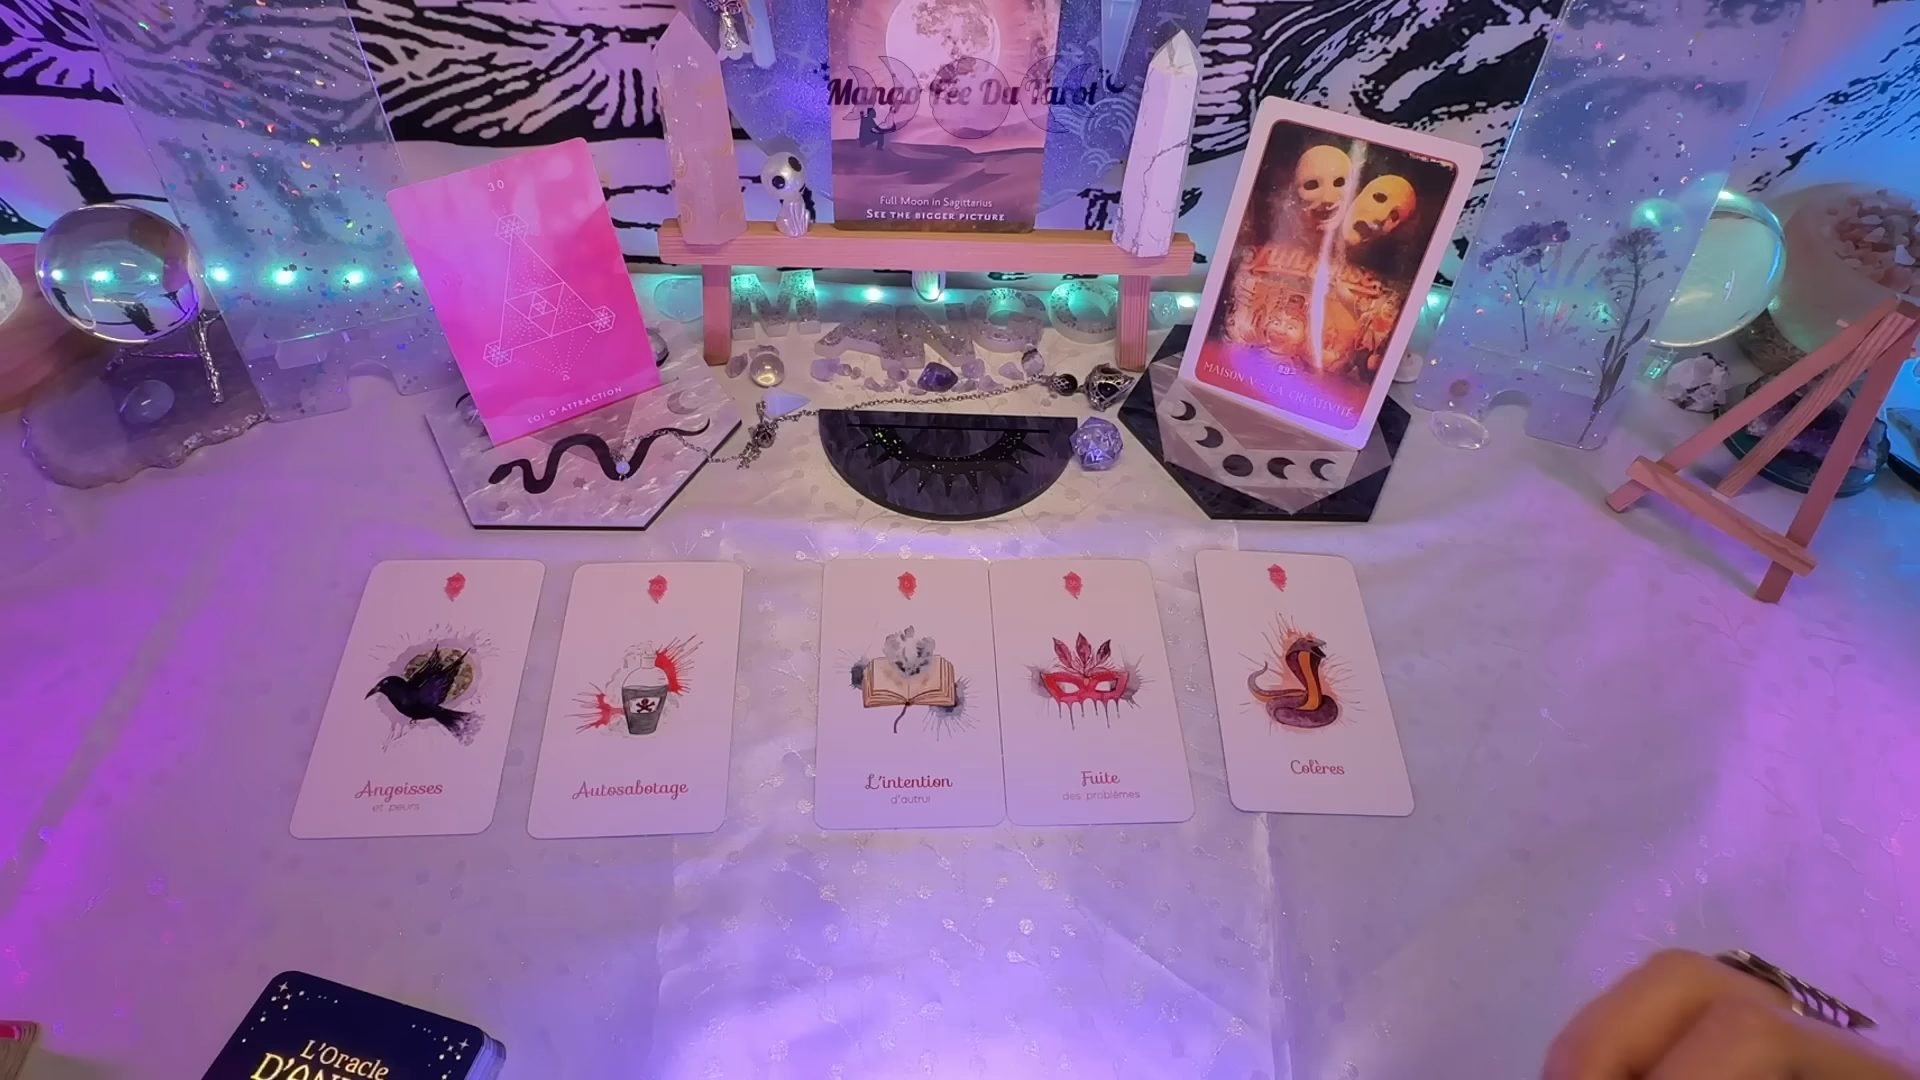 Mango Fée Du Tarot
Full Moon in Sagittarius
SEE THE BIGGER PICTURE
30
LOI D'ATTRACTION
MAISON V - LA CRÉATIVITÉ
12
Angoisses
et peurs
Autosabotage
L'intention
d'autrui
Fuite
des problèmes
Colères
L'Oracle